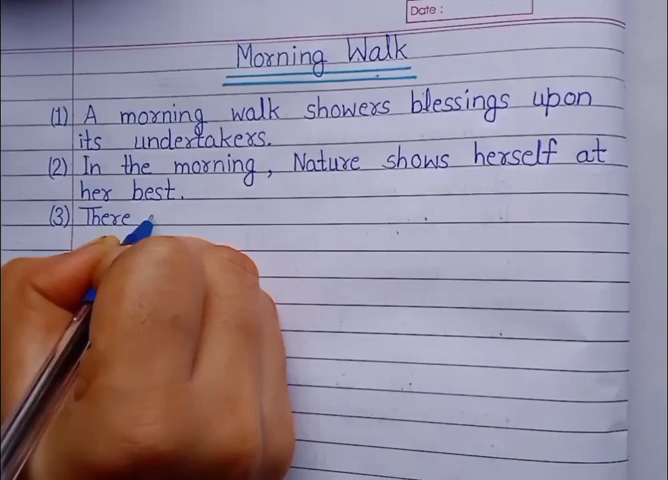 Date :
Morning Walk
(1) A morning walk showers blessings upon
its undertakers.
(2) In the morning, Nature shows herself at
her best.
(3) There